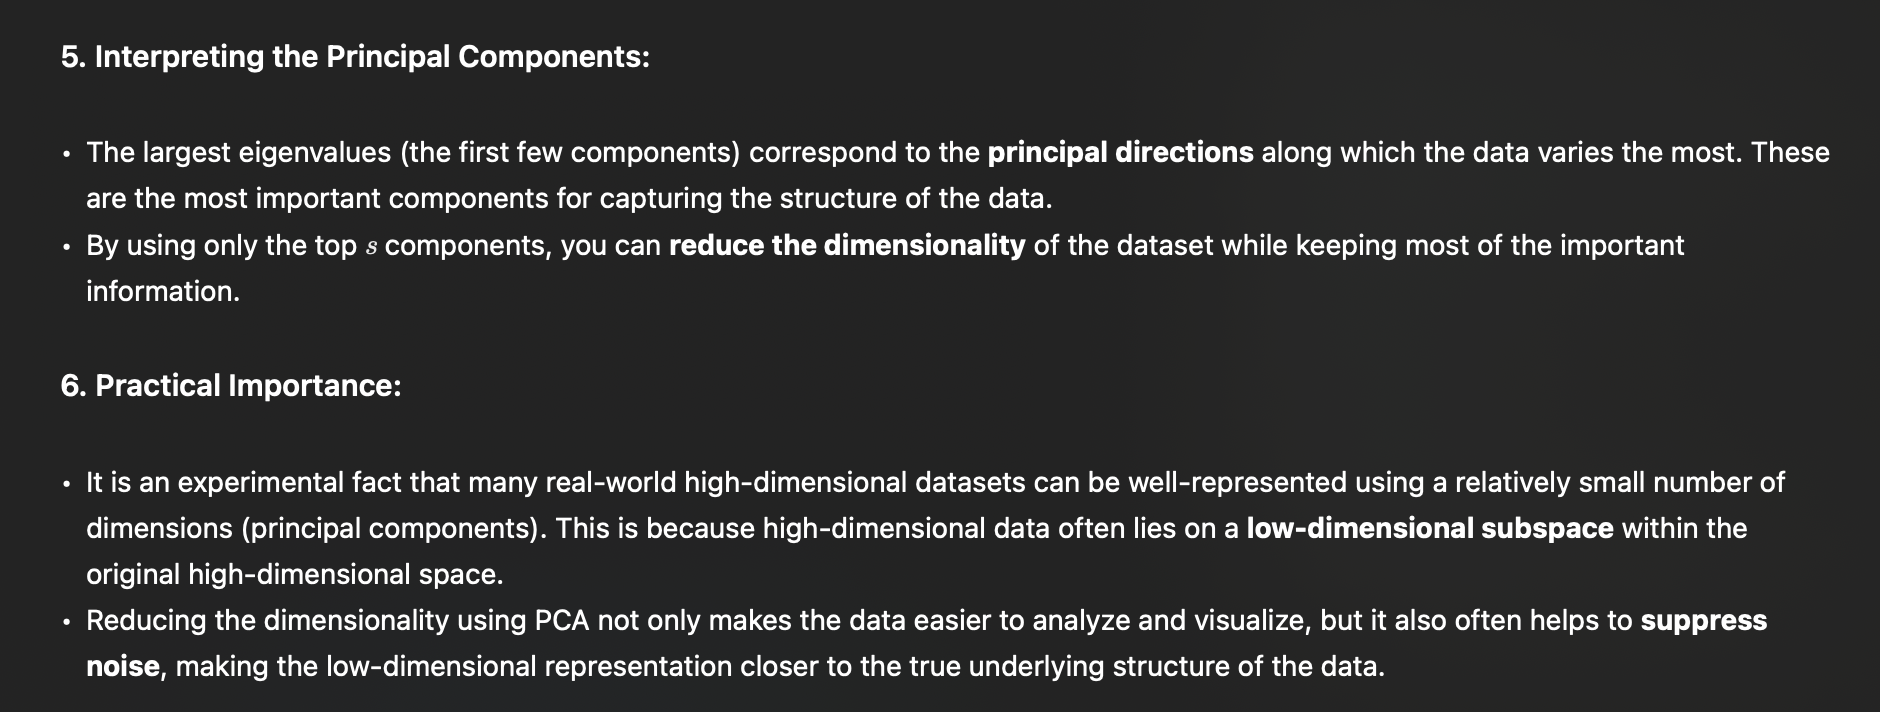 5. Interpreting the Principal Components:
• The largest eigenvalues (the first few components) correspond to the principal directions along which the data varies the most. These
are the most important components for capturing the structure of the data.
• By using only the top s components, you can reduce the dimensionality of the dataset while keeping most of the important
information.
6. Practical Importance:
• It is an experimental fact that many real-world high-dimensional datasets can be well-represented using a relatively small number of
dimensions (principal components). This is because high-dimensional data often lies on a low-dimensional subspace within the
original high-dimensional space.
• Reducing the dimensionality using PCA not only makes the data easier to analyze and visualize, but it also often helps to suppress
noise, making the low-dimensional representation closer to the true underlying structure of the data.